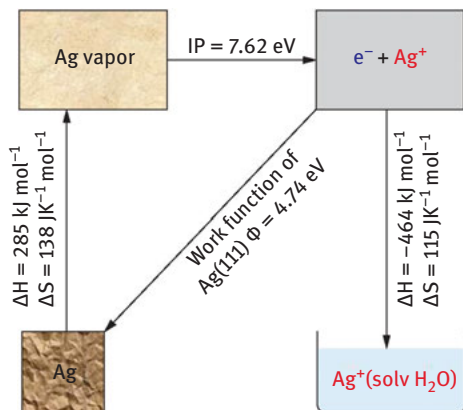 Ag vapor
IP = 7.62 eV
e⁻ + Ag⁺
ΔH = 285 kJ mol⁻¹
ΔS = 138 JK⁻¹ mol⁻¹
Work function of
Ag(111) Φ = 4.74 eV
ΔH = −464 kJ mol⁻¹
ΔS = 115 JK⁻¹ mol⁻¹
Ag
Ag⁺(solv H₂O)